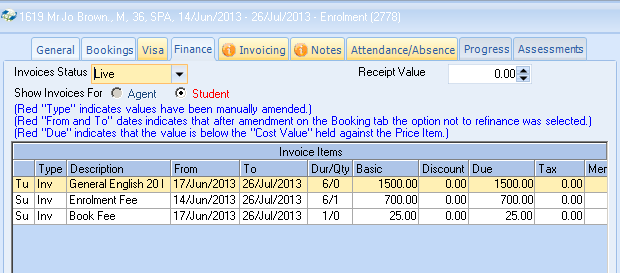 1619 Mr Jo Brown., M, 36, SPA, 14/Jun/2013 - 26/Jul/2013 - Enrolment (2778)
General Bookings Visa Finance Invoicing Notes Attendance/Absence Progress Assessments
Invoices Status Live Receipt Value 0.00
Show Invoices For Agent Student
(Red "Type" indicates values have been manually amended.)
(Red "From and To" dates indicates that after amendment on the Booking tab the option not to refinance was selected.)
(Red "Due" indicates that the value is below the "Cost Value" held against the Price Item.)
Invoice Items
Type Description From To Dur/Qty Basic Discount Due Tax Mer
Tu Inv General English 20 l 17/Jun/2013 26/Jul/2013 6/0 1500.00 0.00 1500.00 0.00
Su Inv Enrolment Fee 14/Jun/2013 26/Jul/2013 6/1 700.00 0.00 700.00 0.00
Su Inv Book Fee 17/Jun/2013 26/Jul/2013 1/0 25.00 0.00 25.00 0.00